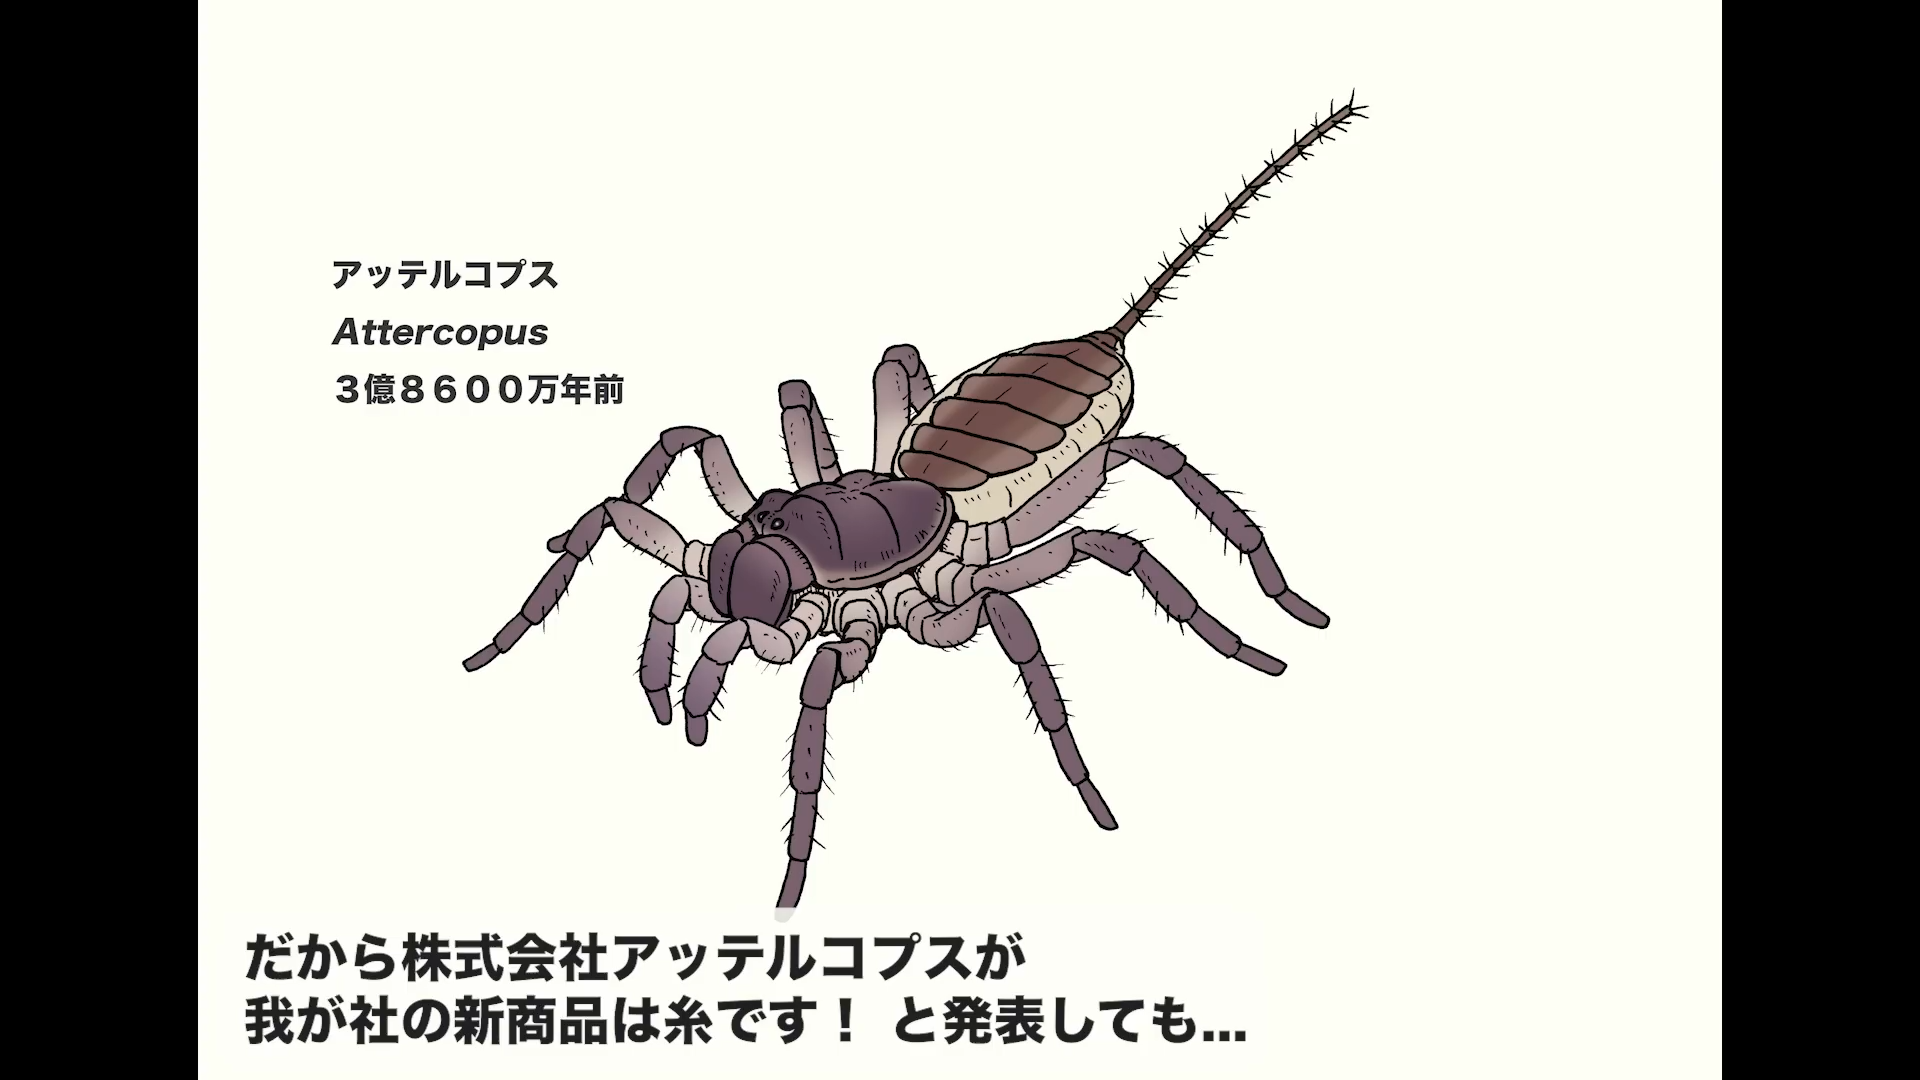 アッテルコプス
Attercopus
３億８６００万年前
だから株式会社アッテルコプスが
我が社の新商品は糸です！ と発表しても...